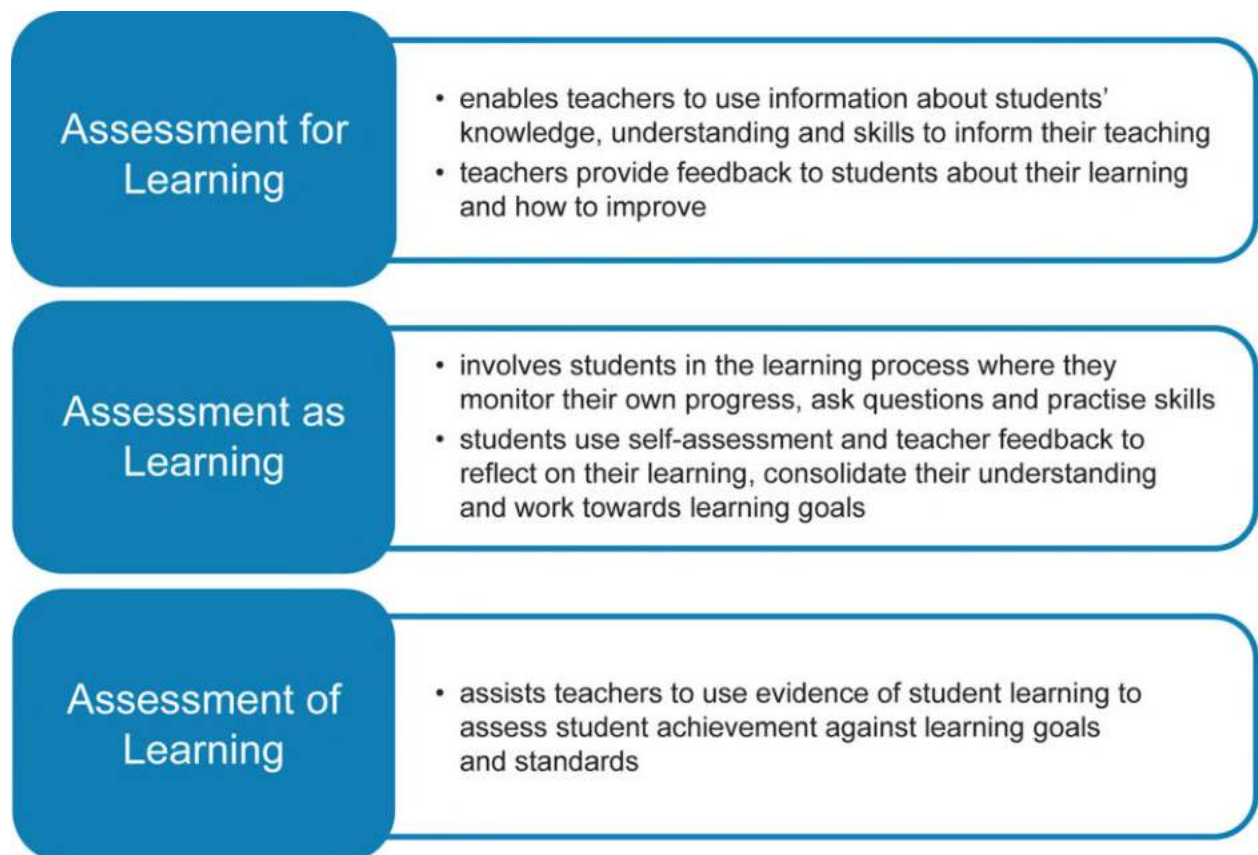 Assessment for
Learning
• enables teachers to use information about students’
knowledge, understanding and skills to inform their teaching
• teachers provide feedback to students about their learning
and how to improve
Assessment as
Learning
• involves students in the learning process where they
monitor their own progress, ask questions and practise skills
• students use self-assessment and teacher feedback to
reflect on their learning, consolidate their understanding
and work towards learning goals
Assessment of
Learning
• assists teachers to use evidence of student learning to
assess student achievement against learning goals
and standards